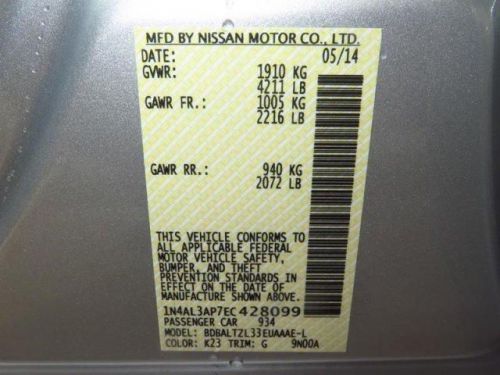 MFD BY NISSAN MOTOR CO., LTD.
DATE: 05/14
GVWR: 1910 KG
4211 LB
GAWR FR.: 1005 KG
2216 LB
GAWR RR.: 940 KG
2072 LB
THIS VEHICLE CONFORMS TO
ALL APPLICABLE FEDERAL
MOTOR VEHICLE SAFETY,
BUMPER, AND THEFT
PREVENTION STANDARDS IN
EFFECT ON THE DATE OF
MANUFACTURE SHOWN ABOVE.
1N4AL3AP7EC428099
PASSENGER CAR 934
MODEL: BDBALTZL33EUAAAE-L
COLOR: K23 TRIM: G 9N00A